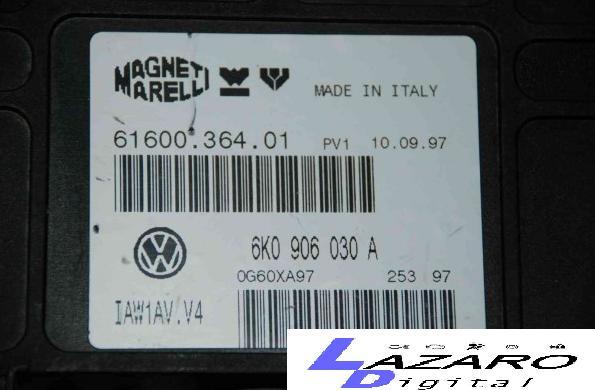 MAGNETI
MARELLI
MADE IN ITALY
61600.364.01 PV1 10.09.97
6K0 906 030 A
0G60XA97 253 97
IAW1AV.V4
LAZARO
Digital